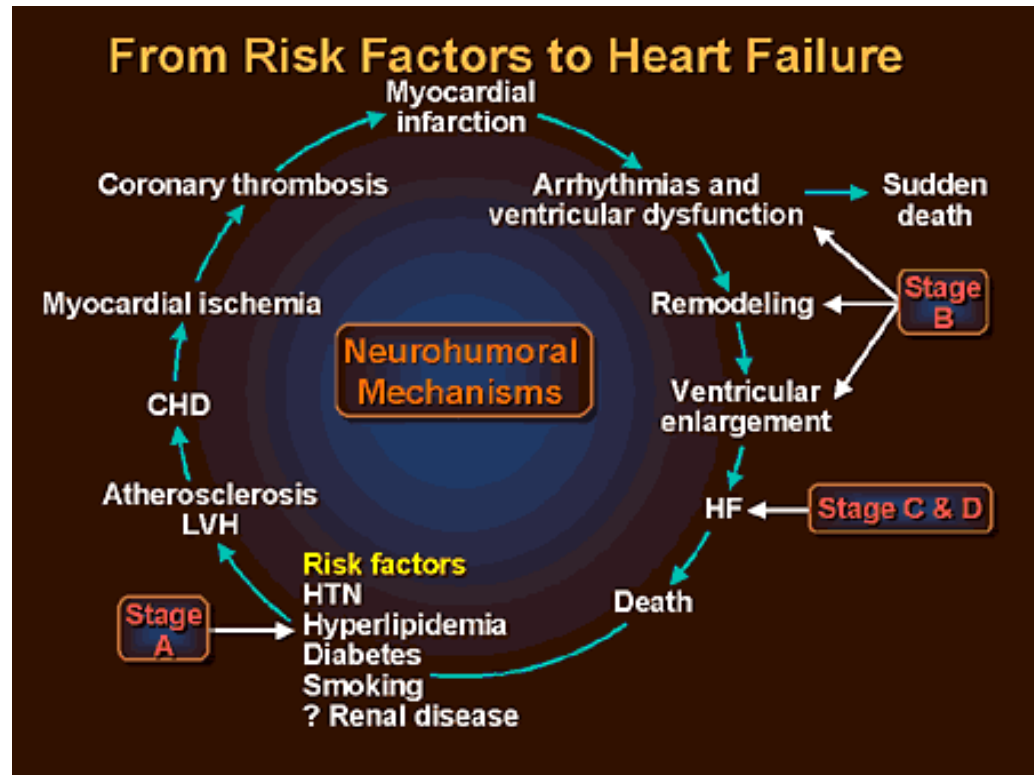 From Risk Factors to Heart Failure
Myocardial
infarction
Arrhythmias and
ventricular dysfunction
Sudden
death
Stage
B
Remodeling
Ventricular
enlargement
HF
Stage C & D
Death
Risk factors
HTN
Hyperlipidemia
Diabetes
Smoking
? Renal disease
Stage
A
Atherosclerosis
LVH
CHD
Myocardial ischemia
Coronary thrombosis
Neurohumoral
Mechanisms